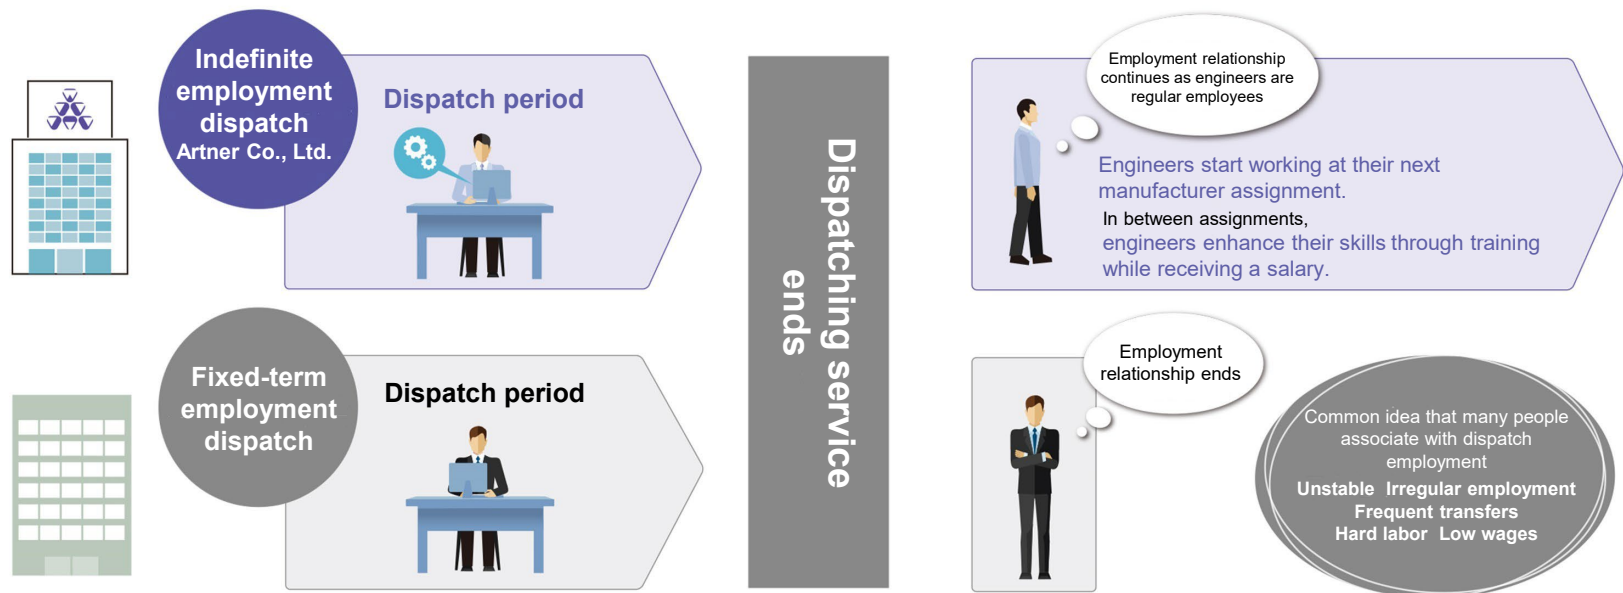 Indefinite
employment
dispatch
Artner Co., Ltd.
Dispatch period
Dispatching service
ends
Employment relationship
continues as engineers are
regular employees
Engineers start working at their next
manufacturer assignment.
In between assignments,
engineers enhance their skills through training
while receiving a salary.
Fixed-term
employment
dispatch
Dispatch period
Employment
relationship ends
Common idea that many people
associate with dispatch
employment
Unstable Irregular employment
Frequent transfers
Hard labor Low wages